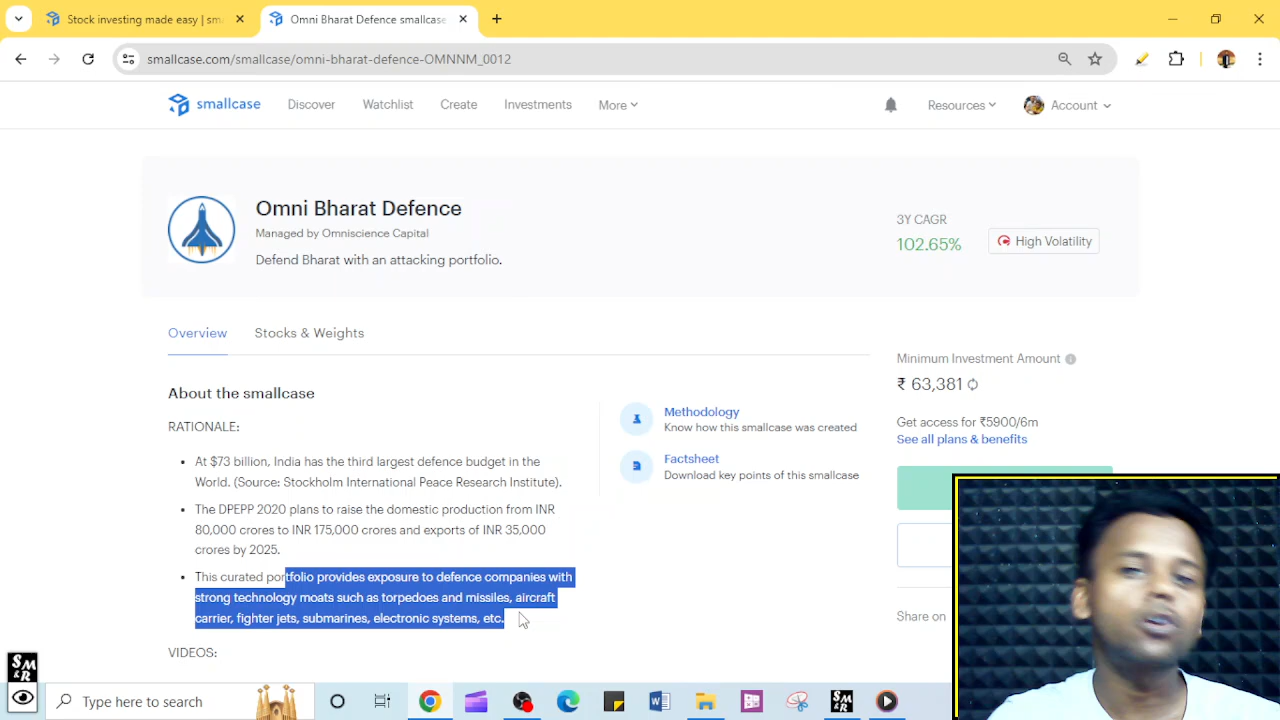 Stock investing made easy | sm
Omni Bharat Defence smallcase
smallcase.com/smallcase/omni-bharat-defence-OMNNM_0012
smallcase
Discover
Watchlist
Create
Investments
More
Resources
Account
Omni Bharat Defence
Managed by Omniscience Capital
Defend Bharat with an attacking portfolio.
3Y CAGR
102.65%
High Volatility
Overview
Stocks & Weights
About the smallcase
RATIONALE:
At $73 billion, India has the third largest defence budget in the
World. (Source: Stockholm International Peace Research Institute).
The DPEPP 2020 plans to raise the domestic production from INR
80,000 crores to INR 175,000 crores and exports of INR 35,000
crores by 2025.
This curated portfolio provides exposure to defence companies with
strong technology moats such as torpedoes and missiles, aircraft
carrier, fighter jets, submarines, electronic systems, etc.
VIDEOS:
Methodology
Know how this smallcase was created
Factsheet
Download key points of this smallcase
Minimum Investment Amount
₹ 63,381
Get access for ₹5900/6m
See all plans & benefits
Share on
SM
&R
Type here to search
SM
&R